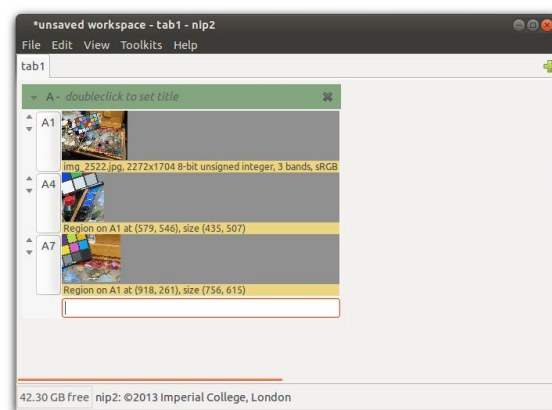 *unsaved workspace - tab1 - nip2
File Edit View Toolkits Help
tab1
A - doubleclick to set title
A1
img_2522.jpg, 2272x1704 8-bit unsigned integer, 3 bands, sRGB
A4
Region on A1 at (579, 546), size (435, 507)
A7
Region on A1 at (918, 261), size (756, 615)
42.30 GB free nip2: ©2013 Imperial College, London